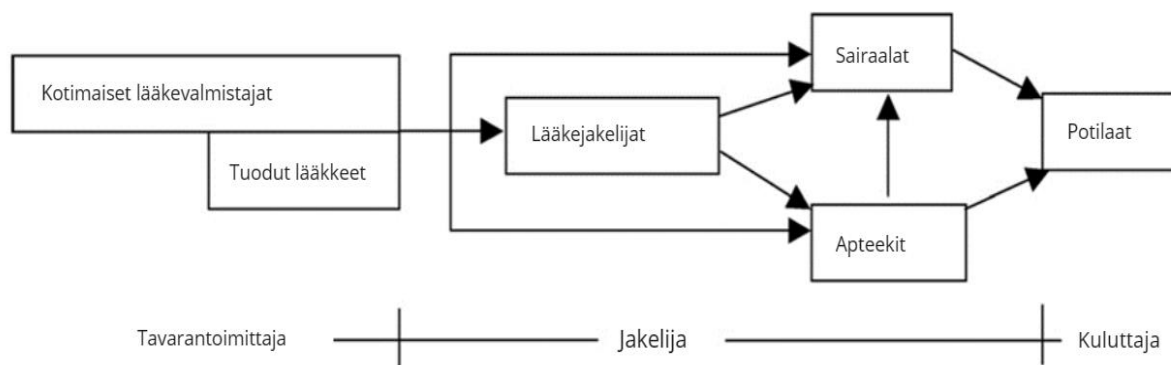 Sairaalat
Kotimaiset lääkevalmistajat
Lääkejakelijat
Potilaat
Tuodut lääkkeet
Apteekit
Tavarantoimittaja
Jakelija
Kuluttaja